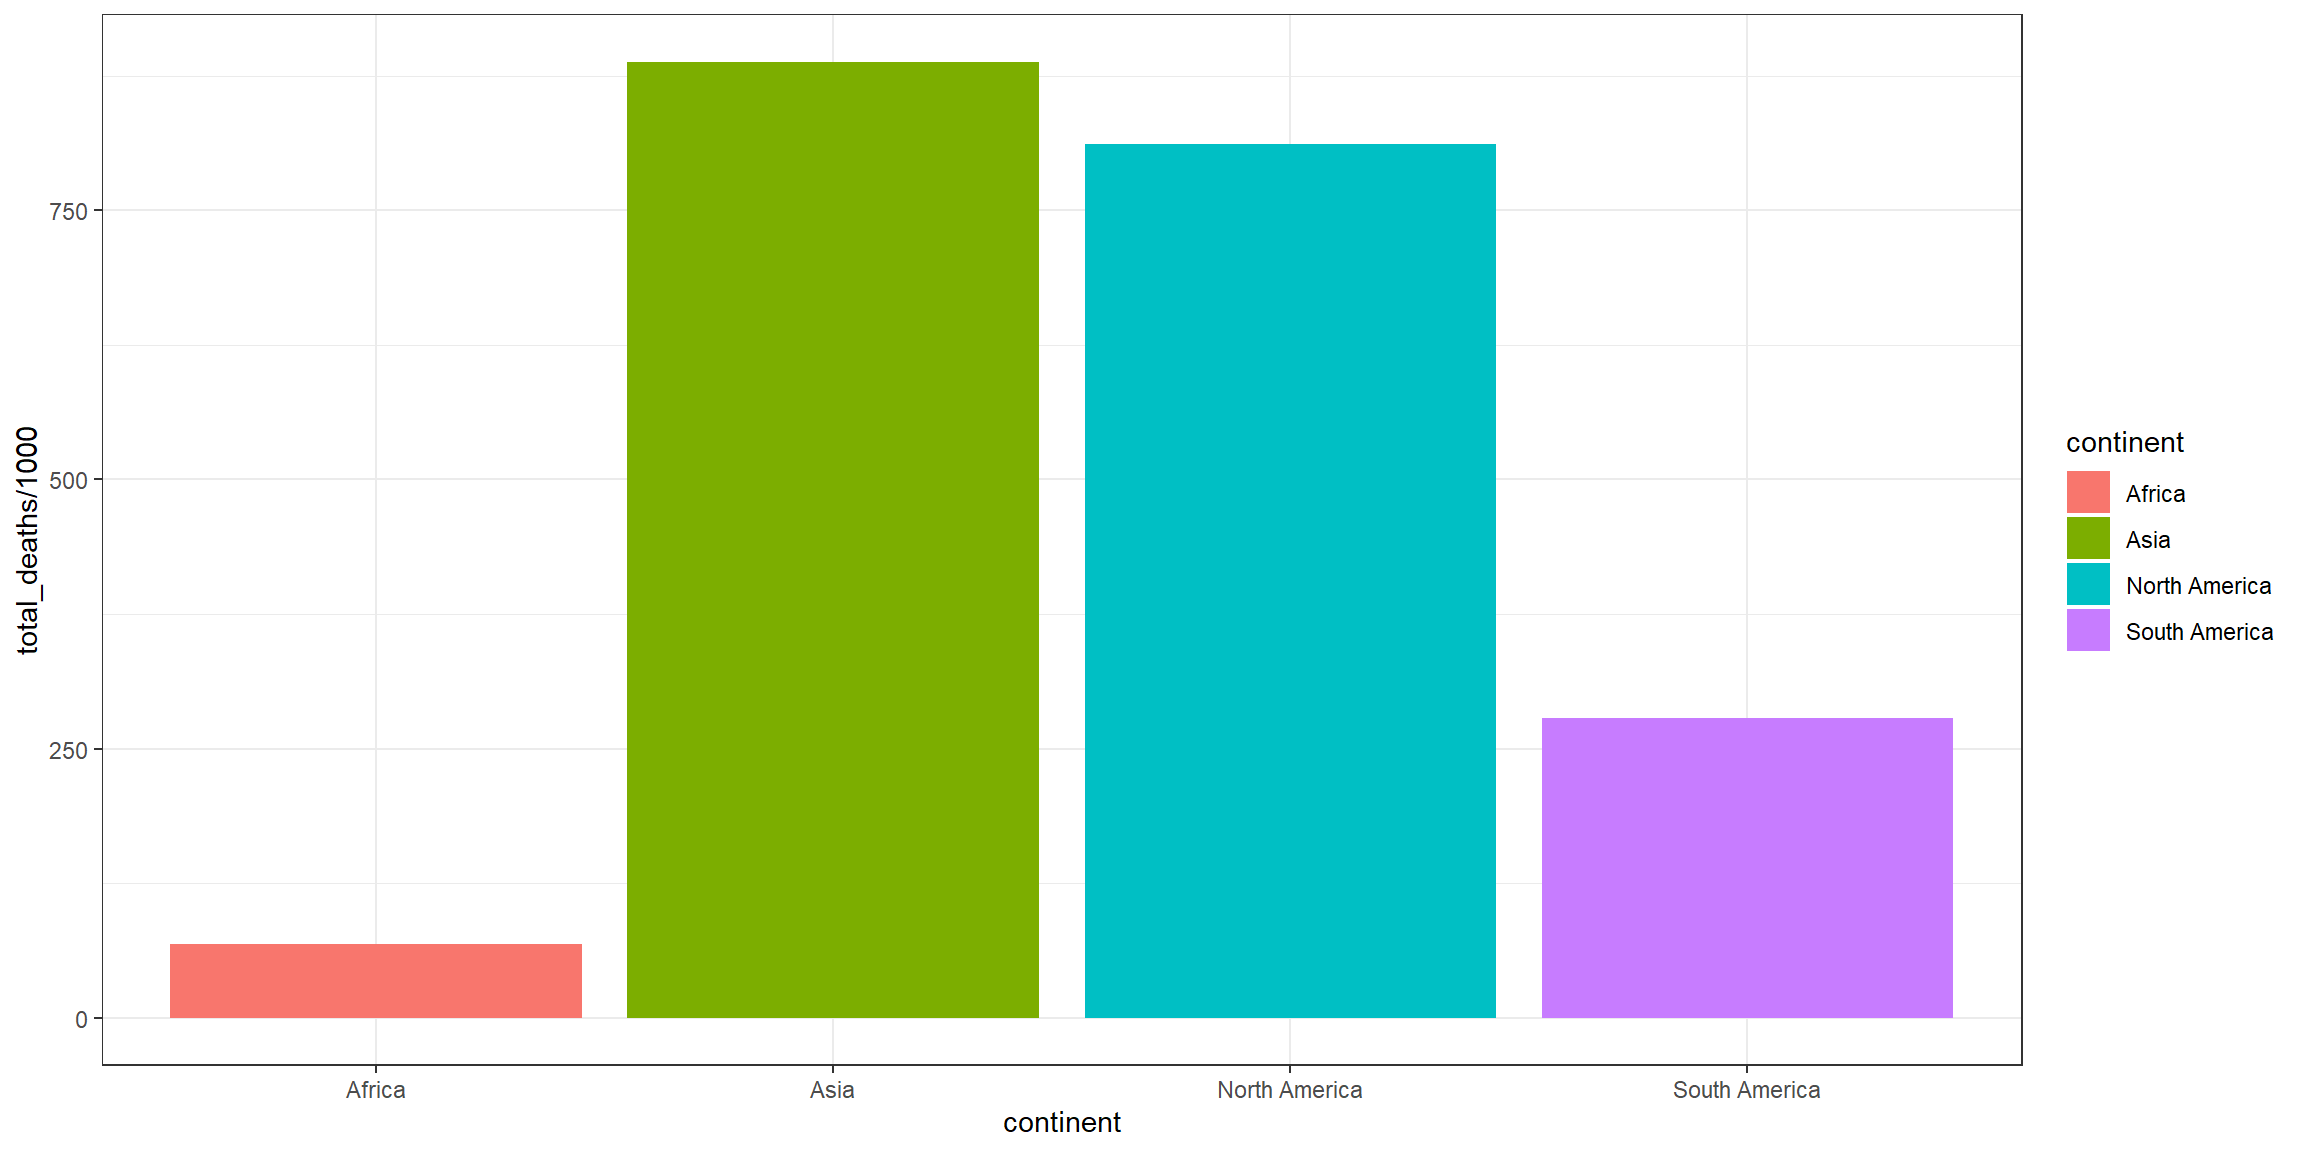 total_deaths/1000
750
500
250
0
Africa
Asia
North America
South America
continent
continent
Africa
Asia
North America
South America